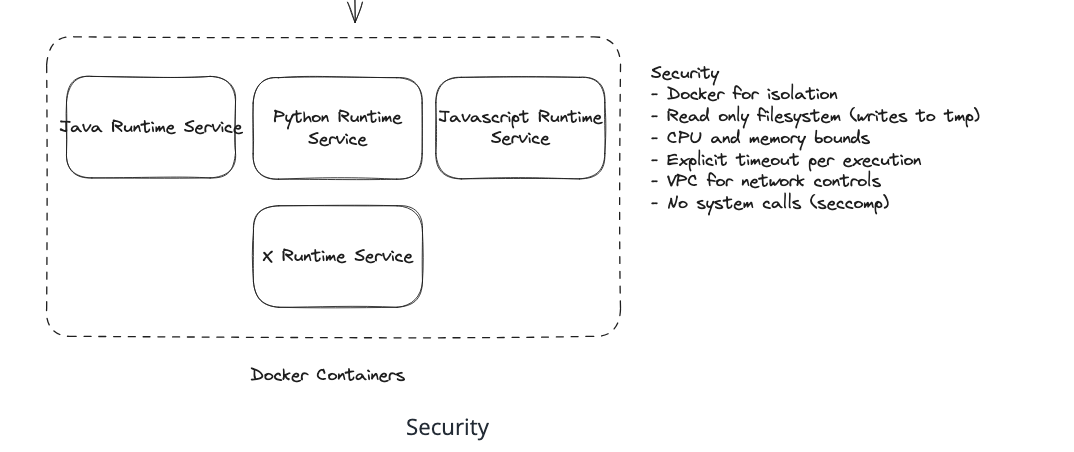 Java Runtime Service
Python Runtime
Service
Javascript Runtime
Service
X Runtime Service
Docker Containers
Security
- Docker for isolation
- Read only filesystem (writes to tmp)
- CPU and memory bounds
- Explicit timeout per execution
- VPC for network controls
- No system calls (seccomp)
Security